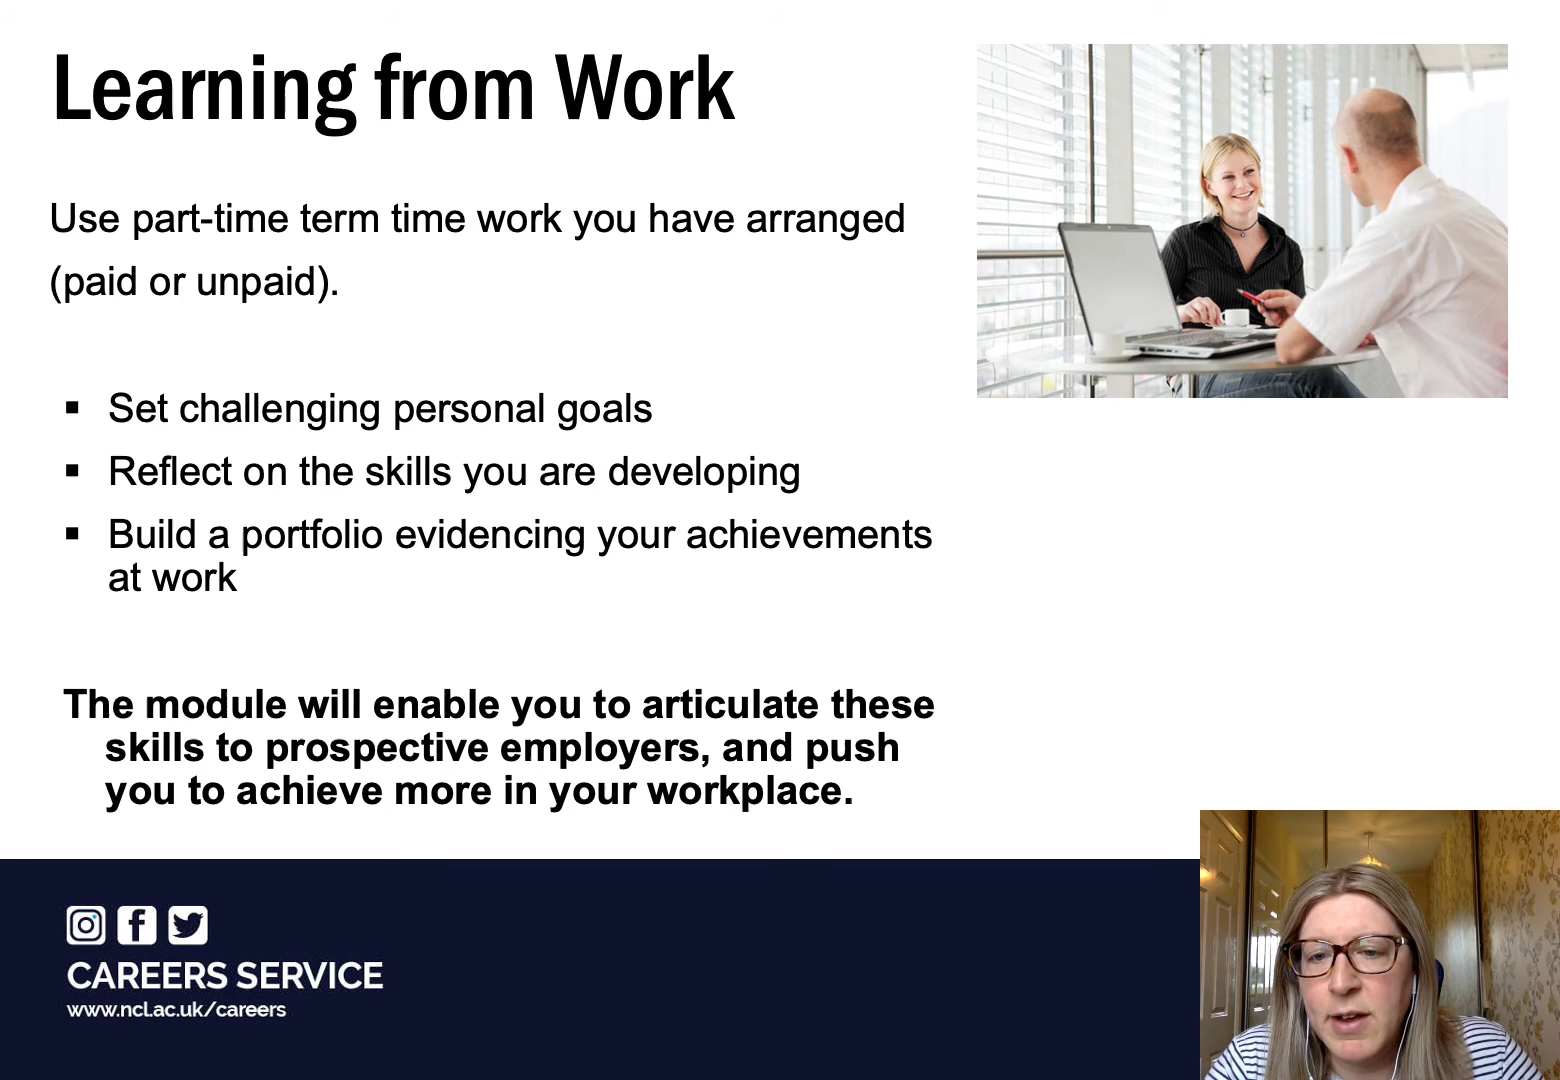 Learning from Work
Use part-time term time work you have arranged
(paid or unpaid).
▪ Set challenging personal goals
▪ Reflect on the skills you are developing
▪ Build a portfolio evidencing your achievements
at work
The module will enable you to articulate these
skills to prospective employers, and push
you to achieve more in your workplace.
CAREERS SERVICE
www.ncl.ac.uk/careers